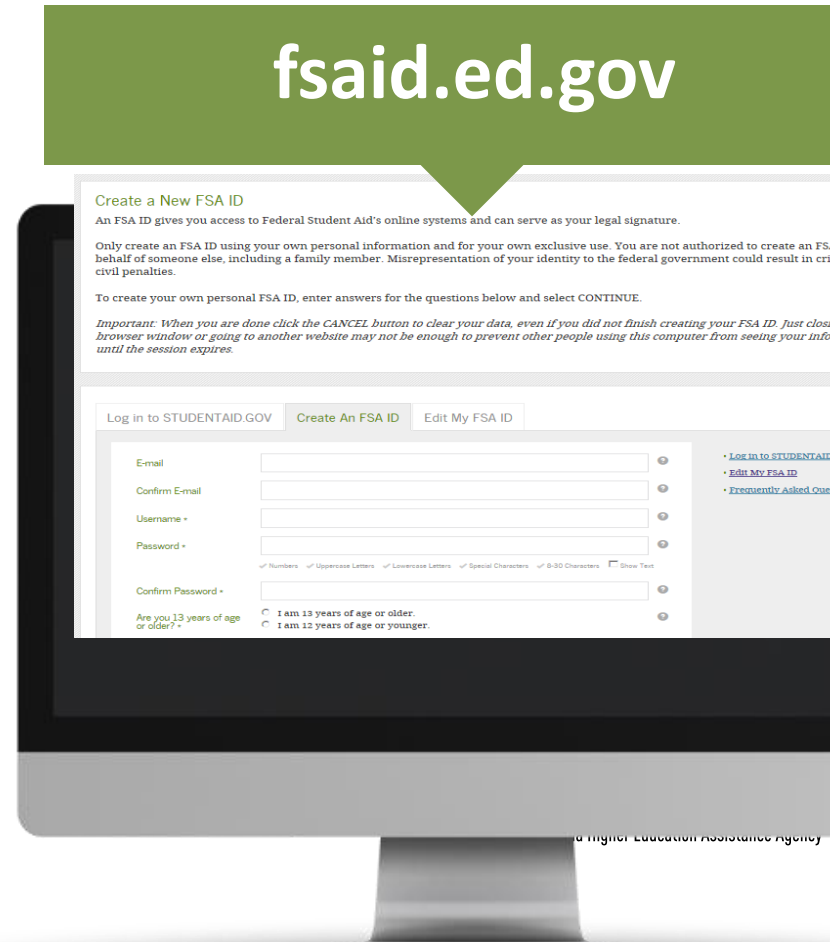 fsaid.ed.gov
Create a New FSA ID
An FSA ID gives you access to Federal Student Aid's online systems and can serve as your legal signature.
Only create an FSA ID using your own personal information and for your own exclusive use. You are not authorized to create an
behalf of someone else, including a family member. Misrepresentation of your identity to the federal government could result in
civil penalties.
To create your own personal FSA ID, enter answers for the questions below and select CONTINUE.
Important: When you are done click the CANCEL button to clear your data, even if you did not finish creating your FSA ID. Just
browser window or going to another website may not be enough to prevent other people using this computer from seeing your
until the session expires.
Log in to STUDENTAID.GOV Create An FSA ID Edit My FSA ID
E-mail
• Log in to
Confirm E-mail
• Edit My FSA ID
• Frequently Asked
Username *
Password *
Numbers Uppercase Letters Lowercase Letters Special Characters 8-30 Characters Show Text
Confirm Password *
Are you 13 years of age
or older? *
I am 13 years of age or older.
I am 12 years of age or younger.
Higher Education Assistance Agency